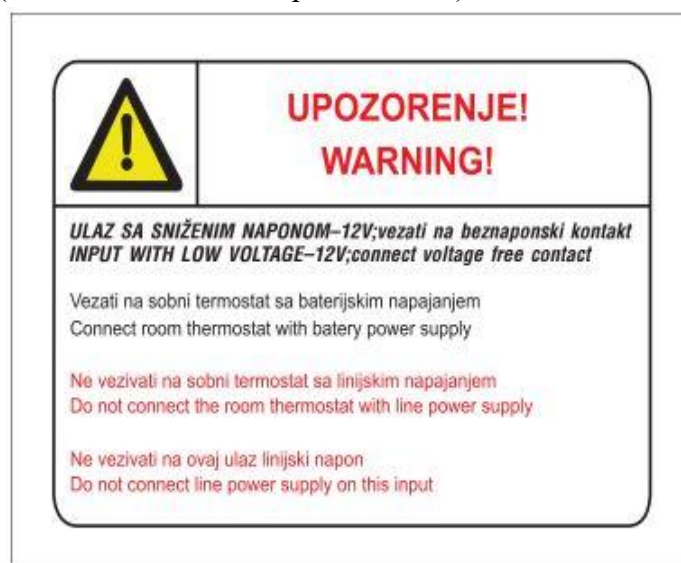 UPOZORENJE!
WARNING!
ULAZ SA SNIŽENIM NAPONOM–12V;vezati na beznaponski kontakt
INPUT WITH LOW VOLTAGE–12V;connect voltage free contact
Vezati na sobni termostat sa baterijskim napajanjem
Connect room thermostat with batery power supply
Ne vezivati na sobni termostat sa linijskim napajanjem
Do not connect the room thermostat with line power supply
Ne vezivati na ovaj ulaz linijski napon
Do not connect line power supply on this input